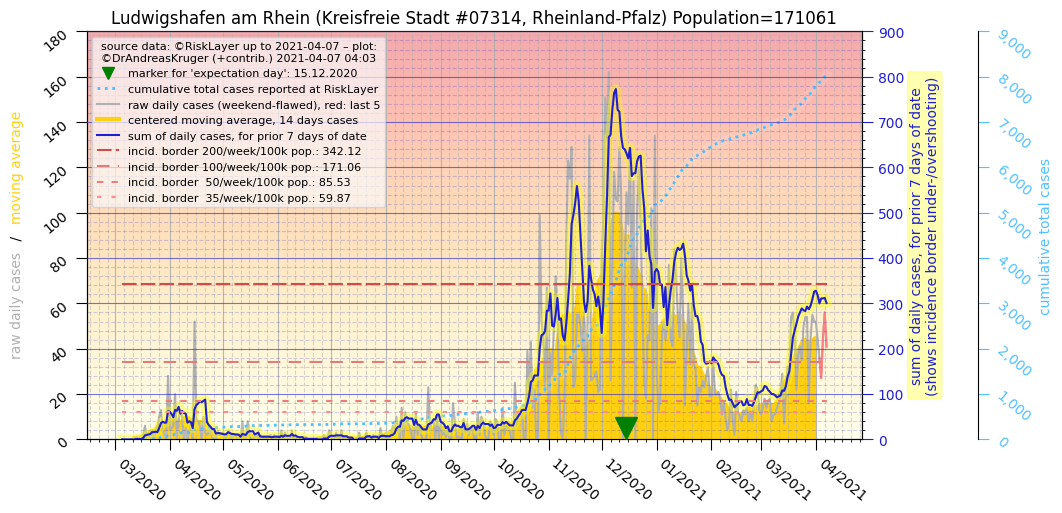 Ludwigshafen am Rhein (Kreisfreie Stadt #07314, Rheinland-Pfalz) Population=171061
source data: ©RiskLayer up to 2021-04-07 – plot:
©DrAndreasKruger (+contrib.) 2021-04-07 04:03
marker for 'expectation day': 15.12.2020
cumulative total cases reported at RiskLayer
raw daily cases (weekend-flawed), red: last 5
centered moving average, 14 days cases
sum of daily cases, for prior 7 days of date
incid. border 200/week/100k pop.: 342.12
incid. border 100/week/100k pop.: 171.06
incid. border  50/week/100k pop.: 85.53
incid. border  35/week/100k pop.: 59.87
raw daily cases / moving average
180
160
140
120
100
80
60
40
20
0
03/2020
04/2020
05/2020
06/2020
07/2020
08/2020
09/2020
10/2020
11/2020
12/2020
01/2021
02/2021
03/2021
04/2021
900
800
700
600
500
400
300
200
100
0
sum of daily cases, for prior 7 days of date
(shows incidence border under-/overshooting)
9,000
8,000
7,000
6,000
5,000
4,000
3,000
2,000
1,000
0
cumulative total cases